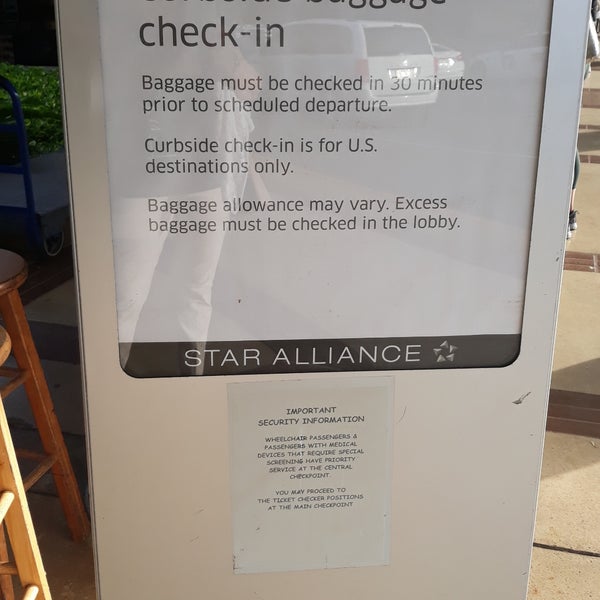 Curbside baggage
check-in
Baggage must be checked in 30 minutes
prior to scheduled departure.
Curbside check-in is for U.S.
destinations only.
Baggage allowance may vary. Excess
baggage must be checked in the lobby.
STAR ALLIANCE
IMPORTANT
SECURITY INFORMATION
WHEELCHAIR PASSENGERS &
PASSENGERS WITH MEDICAL
DEVICES THAT REQUIRE SPECIAL
SCREENING HAVE PRIORITY
SERVICE AT THE CENTRAL
CHECKPOINT.
YOU MAY PROCEED TO
THE TICKET CHECKER POSITIONS
AT THE MAIN CHECKPOINT